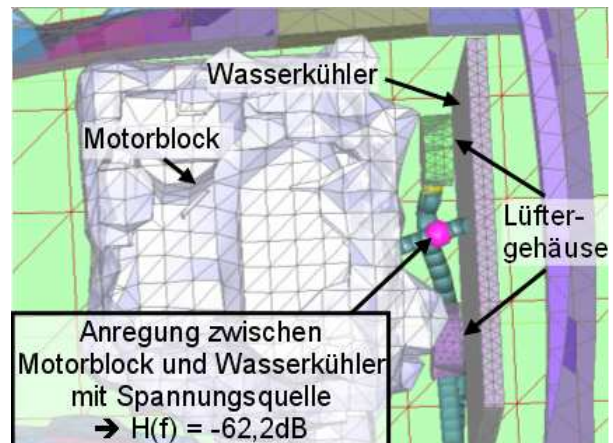 Wasserkühler
Motorblock
Lüfter-
gehäuse
Anregung zwischen
Motorblock und Wasserkühler
mit Spannungsquelle
➔ H(f) = -62,2dB